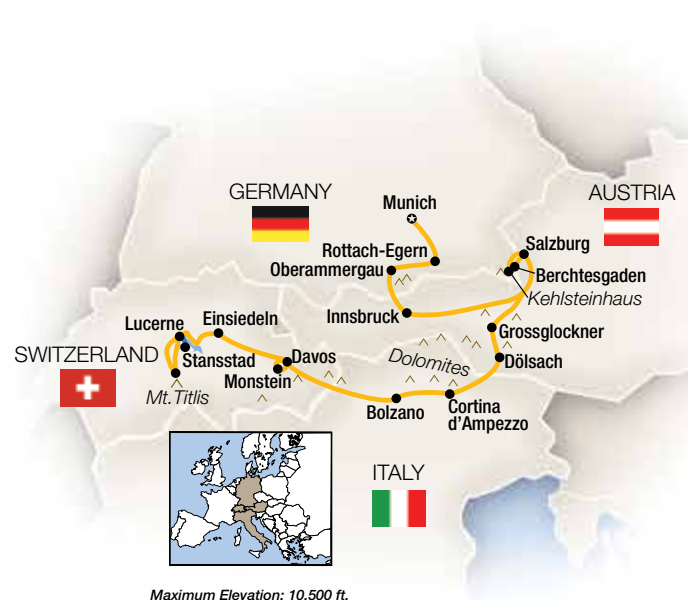 GERMANY
Munich
AUSTRIA
Rottach-Egern
Salzburg
Oberammergau
Berchtesgaden
Kehlsteinhaus
Innsbruck
Lucerne
Einsiedeln
Grossglockner
SWITZERLAND
Stansstad
Davos
Dolomites
Dölsach
Monstein
Mt.Titlis
Bolzano
Cortina
d'Ampezzo
ITALY
Maximum Elevation: 10,500 ft.